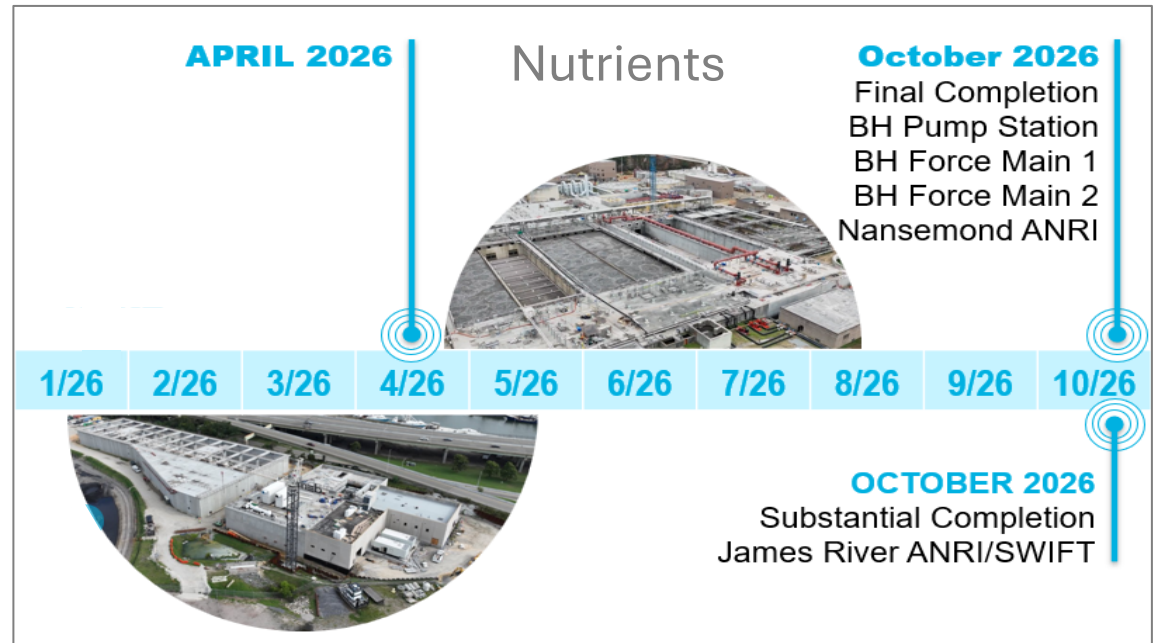 APRIL 2026
Nutrients
October 2026
Final Completion
BH Pump Station
BH Force Main 1
BH Force Main 2
Nansemond ANRI
1/26 2/26 3/26 4/26 5/26 6/26 7/26 8/26 9/26 10/26
OCTOBER 2026
Substantial Completion
James River ANRI/SWIFT